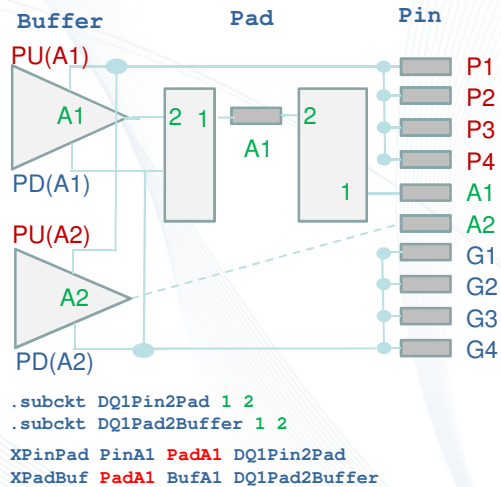 Buffer Pad Pin
PU(A1)
P1
P2
A1
2 1
2
P3
A1
P4
PD(A1)
1
A1
PU(A2)
A2
G1
A2
G2
G3
PD(A2)
G4
.subckt DQ1Pin2Pad 1 2
.subckt DQ1Pad2Buffer 1 2
XPinPad PinA1 PadA1 DQ1Pin2Pad
XPadBuf PadA1 BufA1 DQ1Pad2Buffer